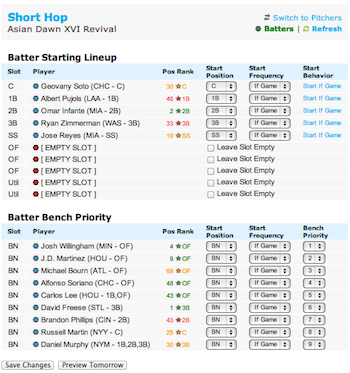 Short Hop
Asian Dawn XVI Revival
Switch to Pitchers
Batters | Refresh
Batter Starting Lineup
Slot Player Pos Rank Start Position Start Frequency Start Behavior
C Geovany Soto (CHC - C) 30 ★ C C If Game Start If Game
1B Albert Pujols (LAA - 1B) 46 ★ 1B 1B If Game Start If Game
2B Omar Infante (MIA - 2B) 2 ★ 2B 2B If Game Start If Game
3B Ryan Zimmerman (WAS - 3B) 33 ★ 3B 3B If Game Start If Game
SS Jose Reyes (MIA - SS) 19 ★ SS SS If Game Start If Game
OF [ EMPTY SLOT ] Leave Slot Empty
OF [ EMPTY SLOT ] Leave Slot Empty
OF [ EMPTY SLOT ] Leave Slot Empty
Util [ EMPTY SLOT ] Leave Slot Empty
Util [ EMPTY SLOT ] Leave Slot Empty
Batter Bench Priority
Slot Player Pos Rank Start Position Start Frequency Bench Priority
BN Josh Willingham (MIN - OF) 4 ★ OF BN If Game 1
BN J.D. Martinez (HOU - OF) 9 ★ OF BN If Game 2
BN Michael Bourn (ATL - OF) ★ OF BN If Game 3
BN Alfonso Soriano (CHC - OF) 48 ★ OF BN If Game 4
BN Carlos Lee (HOU - 1B,OF) 43 ★ OF BN If Game 5
BN David Freese (STL - 3B) 1 ★ 3B BN If Game 6
BN Brandon Phillips (CIN - 2B) 40 ★ 2B BN If Game 7
BN Russell Martin (NYY - C) 25 ★ C BN If Game 8
BN Daniel Murphy (NYM - 1B,2B,3B) ★ 3B BN If Game 9
Save Changes Preview Tomorrow